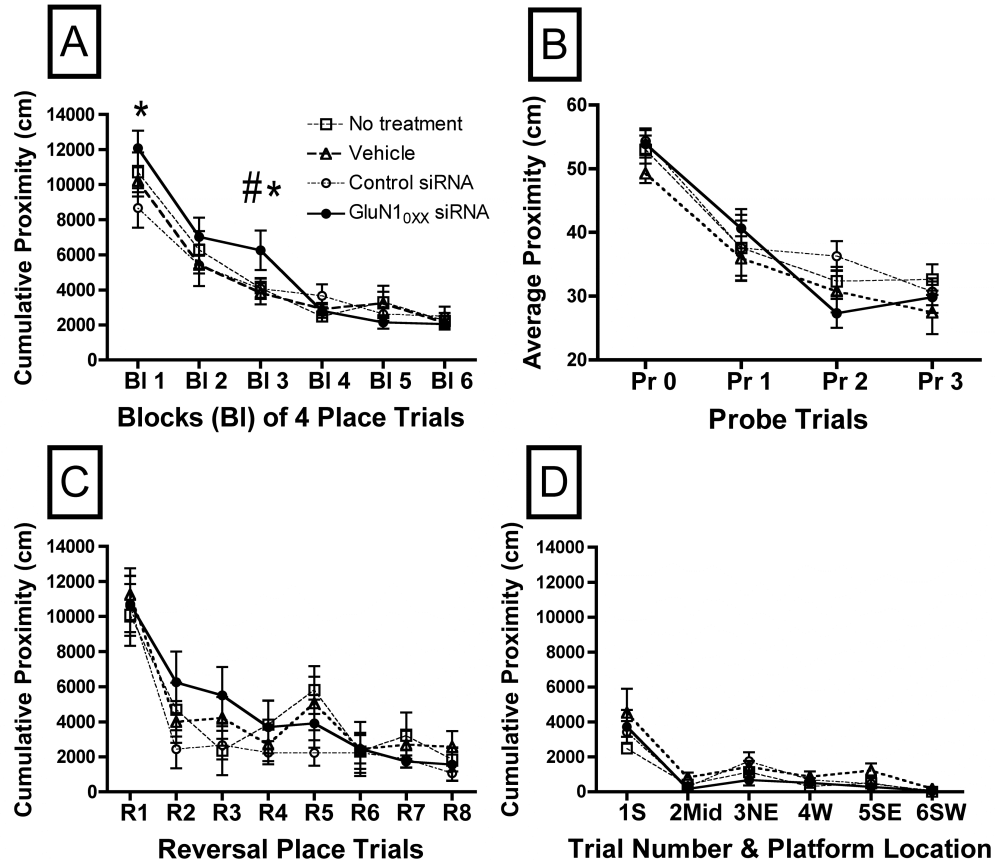 A
Cumulative Proximity (cm)
14000
12000
10000
8000
6000
4000
2000
0
*
#*
No treatment
Vehicle
Control siRNA
GluN10XX siRNA
Bl 1 Bl 2 Bl 3 Bl 4 Bl 5 Bl 6
Blocks (Bl) of 4 Place Trials
B
Average Proximity (cm)
60
50
40
30
20
Pr 0 Pr 1 Pr 2 Pr 3
Probe Trials
C
Cumulative Proximity (cm)
14000
12000
10000
8000
6000
4000
2000
0
R1 R2 R3 R4 R5 R6 R7 R8
Reversal Place Trials
D
Cumulative Proximity (cm)
14000
12000
10000
8000
6000
4000
2000
0
1S 2Mid 3NE 4W 5SE 6SW
Trial Number & Platform Location